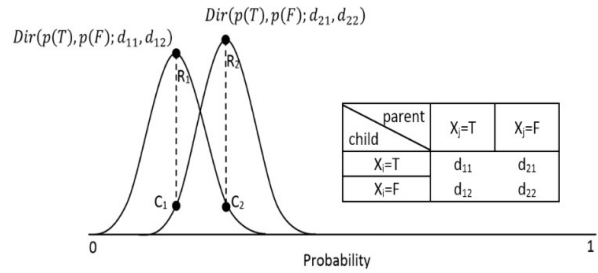 Dir(p(T), p(F); d₂₁, d₂₂)
Dir(p(T), p(F); d₁₁, d₁₂)
R₁
R₂
parent
child
Xⱼ=T
Xⱼ=F
Xᵢ=T
d₁₁
d₂₁
Xᵢ=F
d₁₂
d₂₂
C₁
C₂
0
1
Probability